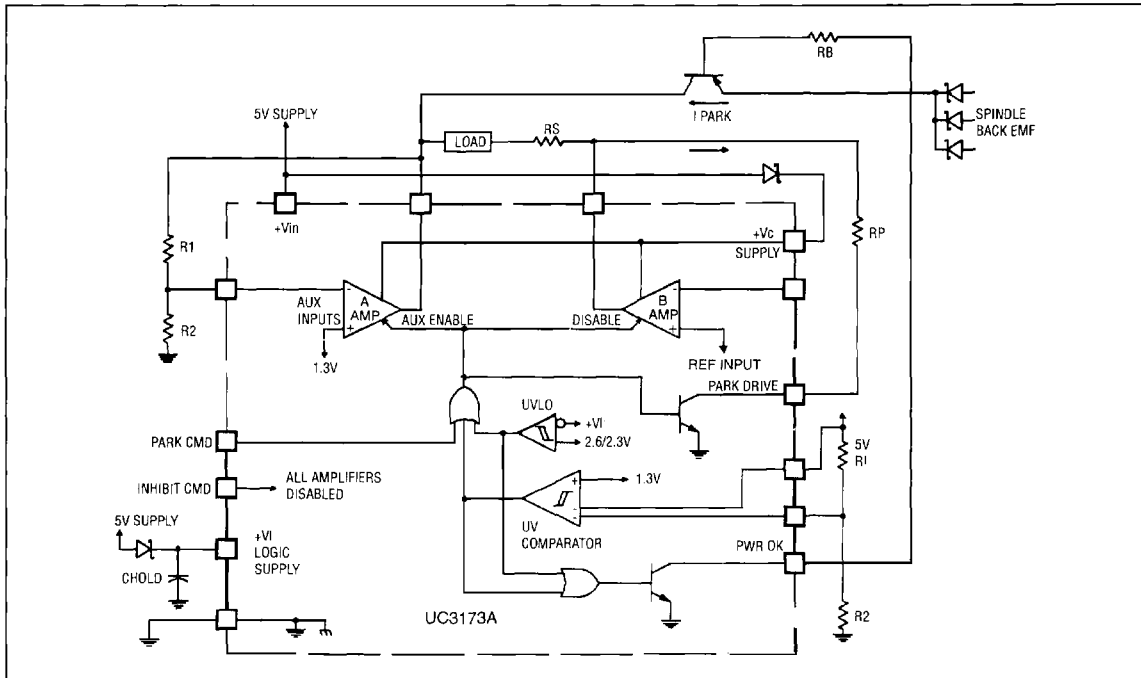 RB
I PARK
SPINDLE
BACK EMF
5V SUPPLY
LOAD
RS
+Vin
+Vc
SUPPLY
RP
R1
R2
AUX
INPUTS
-
A
AMP
+
AUX ENABLE
1.3V
DISABLE
-
B
AMP
+
REF INPUT
PARK DRIVE
UVLO
+VI
2.6/2.3V
PARK CMD
INHIBIT CMD
ALL AMPLIFIERS
DISABLED
5V SUPPLY
+VI
LOGIC
SUPPLY
CHOLD
+
1.3V
-
-
UV
COMPARATOR
5V
RI
PWR OK
R2
UC3173A